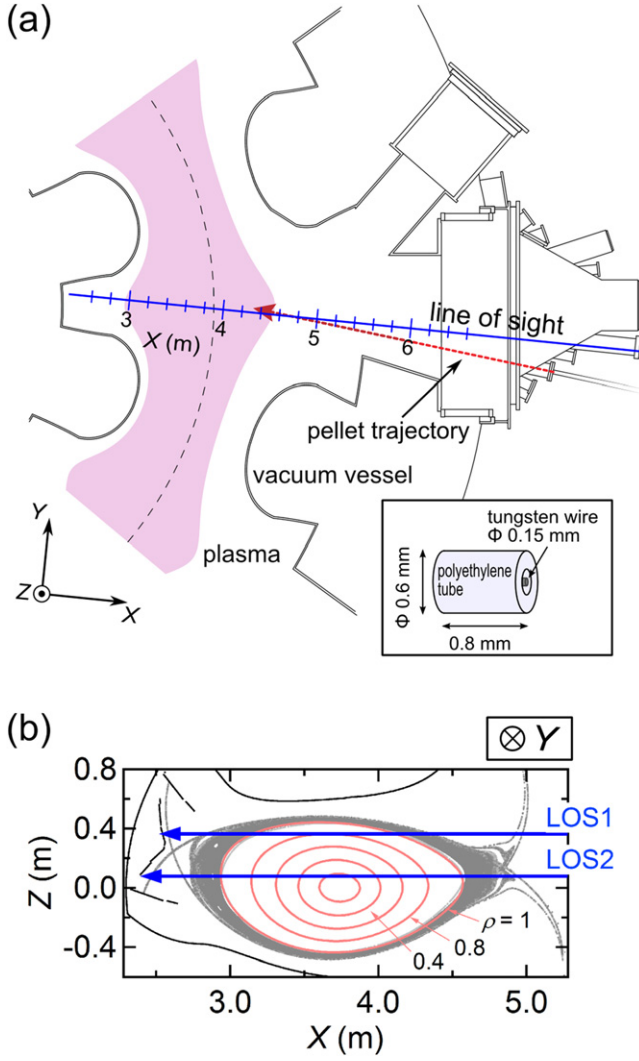 (a)
3
4
5
6
X (m)
line of sight
pellet trajectory
vacuum vessel
plasma
Y
Z
X
tungsten wire
Φ 0.15 mm
polyethylene
tube
Φ 0.6 mm
0.8 mm
(b)
⊗ Y
0.8
0.4
0.0
-0.4
Z (m)
LOS1
LOS2
ρ = 1
0.8
0.4
3.0
4.0
5.0
X (m)